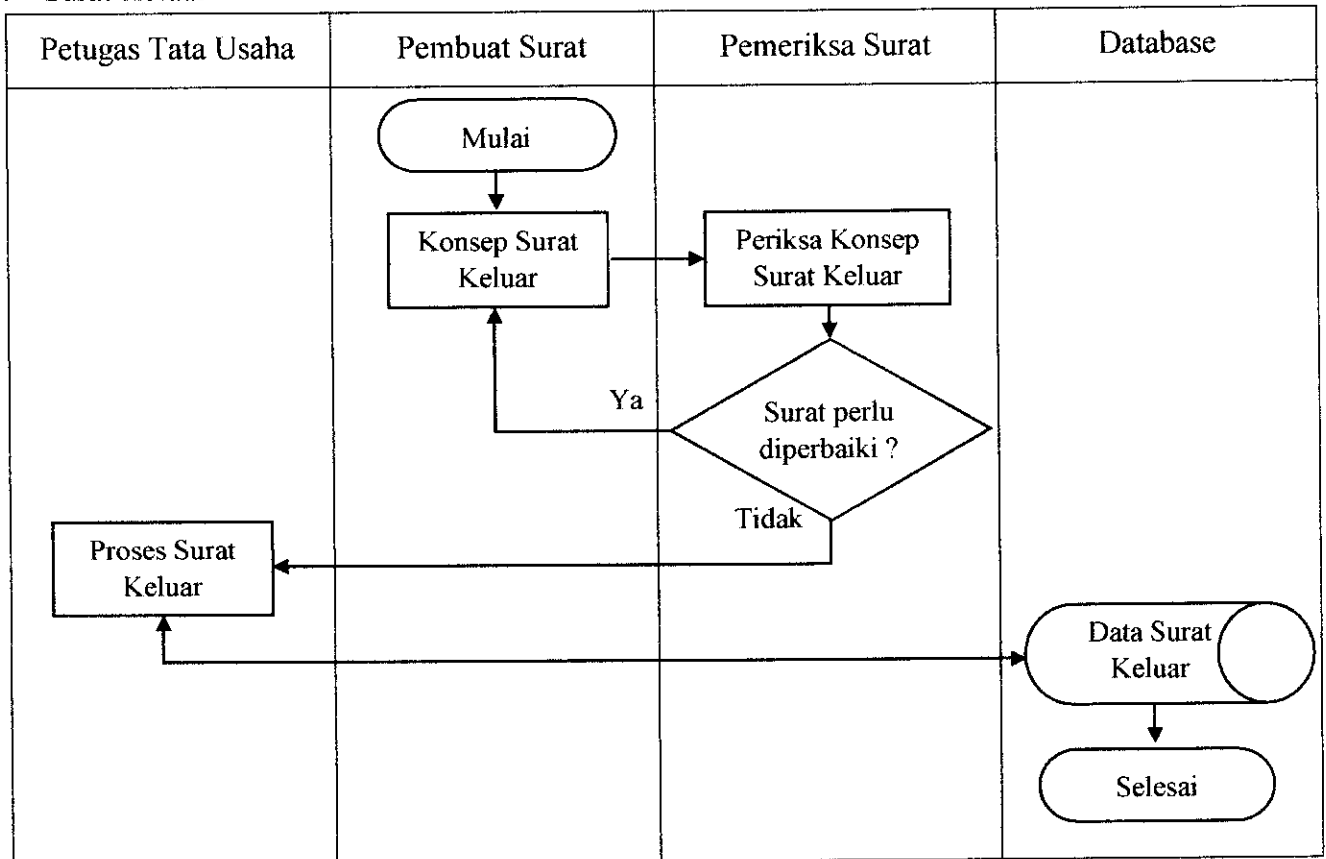 Petugas Tata Usaha
Pembuat Surat
Pemeriksa Surat
Database
Mulai
Konsep Surat
Keluar
Periksa Konsep
Surat Keluar
Ya
Surat perlu
diperbaiki ?
Tidak
Proses Surat
Keluar
Data Surat
Keluar
Selesai